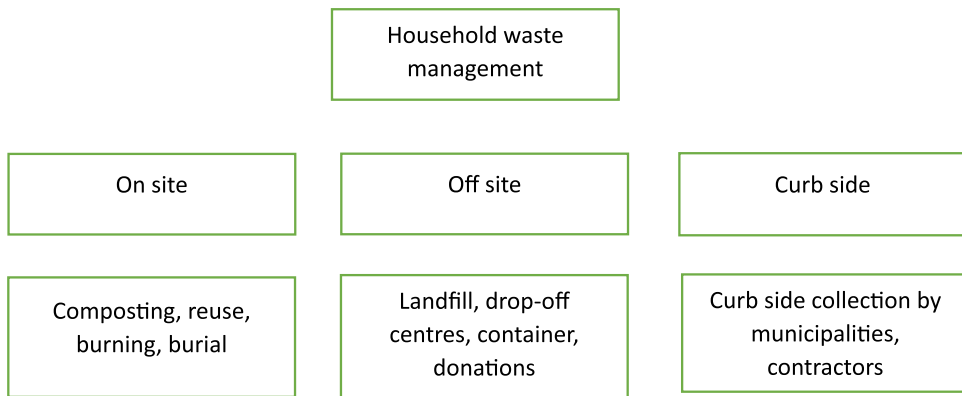 Household waste
management
On site
Off site
Curb side
Composting, reuse,
burning, burial
Landfill, drop-off
centres, container,
donations
Curb side collection by
municipalities,
contractors